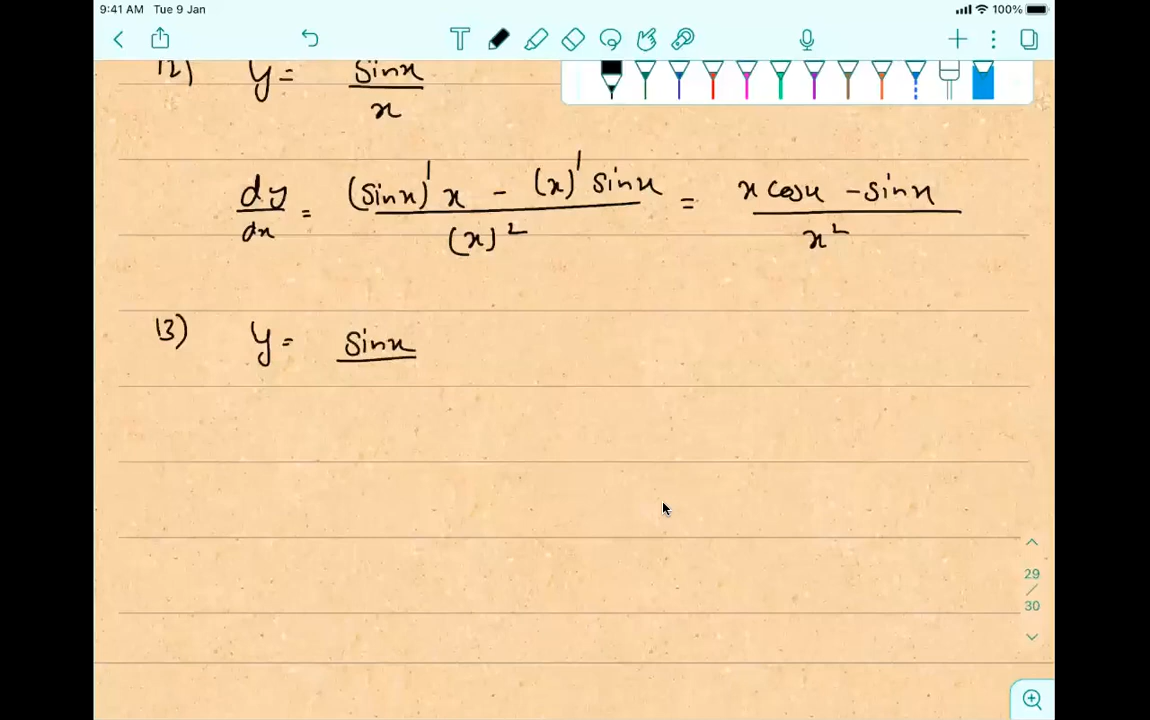 9:41 AM Tue 9 Jan 100%
12) y = sinx / x
dy/dx = (sinx)' x - (x)' sinx / (x)² = x cosx - sinx / x²
13) y = sinx
29
/
30